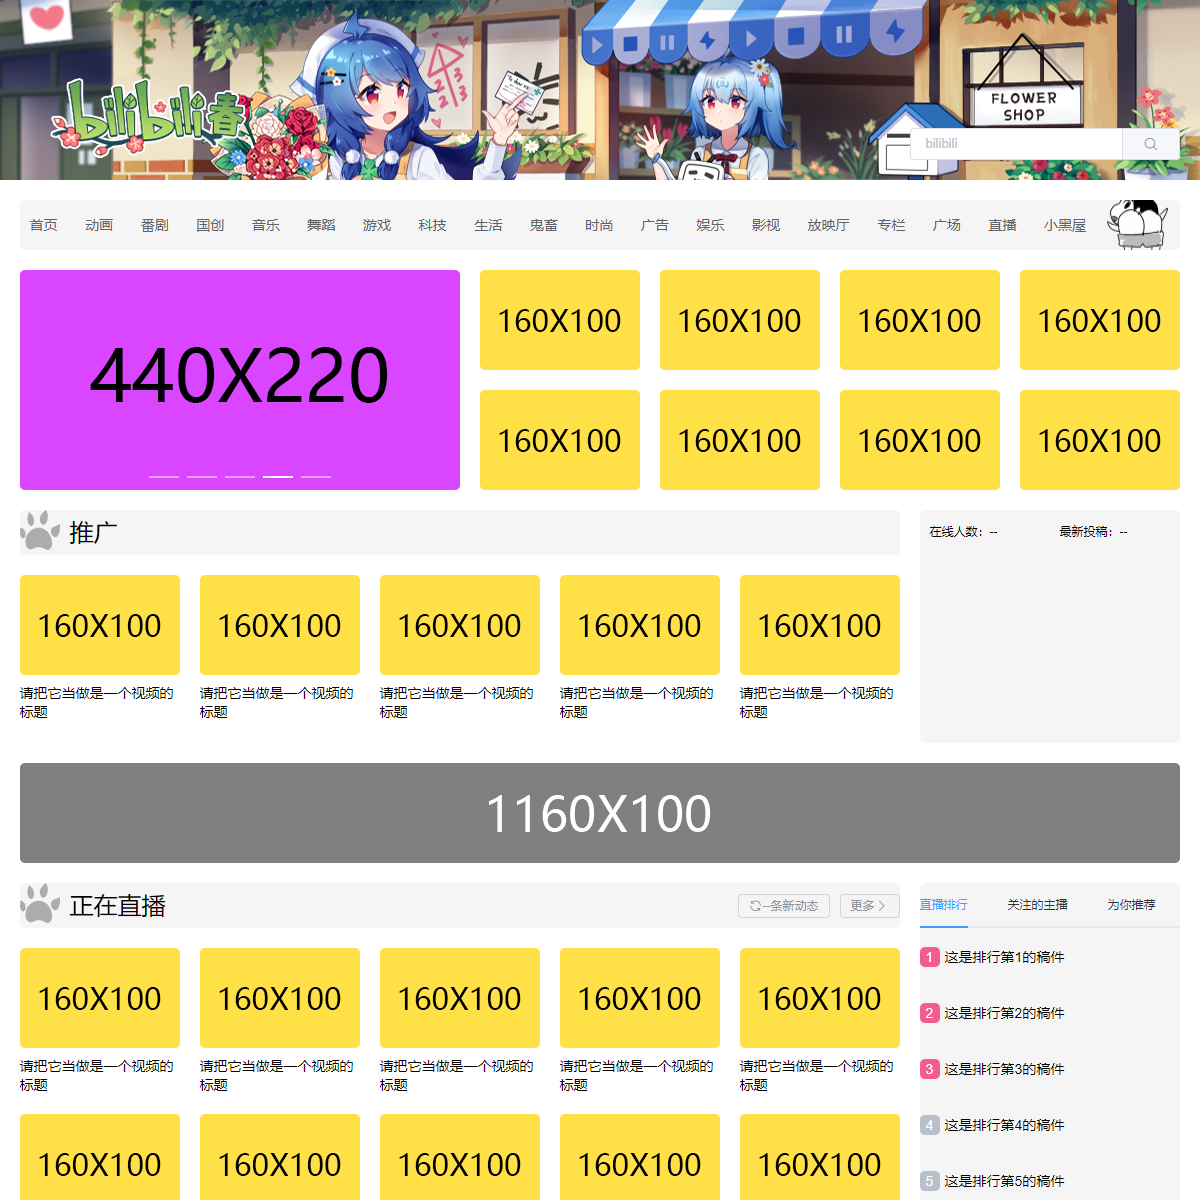 bilibili春
FLOWER
SHOP
bilibili
首页 动画 番剧 国创 音乐 舞蹈 游戏 科技 生活 鬼畜 时尚 广告 娱乐 影视 放映厅 专栏 广场 直播 小黑屋
440X220
160X100 160X100 160X100 160X100
160X100 160X100 160X100 160X100
推广
在线人数：-- 最新投稿：--
160X100 160X100 160X100 160X100 160X100
请把它当做是一个视频的 请把它当做是一个视频的 请把它当做是一个视频的 请把它当做是一个视频的 请把它当做是一个视频的
标题 标题 标题 标题 标题
1160X100
正在直播 --条新动态 更多
直播排行 关注的主播 为你推荐
160X100 160X100 160X100 160X100 160X100
请把它当做是一个视频的 请把它当做是一个视频的 请把它当做是一个视频的 请把它当做是一个视频的 请把它当做是一个视频的
标题 标题 标题 标题 标题
160X100 160X100 160X100 160X100 160X100
1 这是排行第1的稿件
2 这是排行第2的稿件
3 这是排行第3的稿件
4 这是排行第4的稿件
5 这是排行第5的稿件